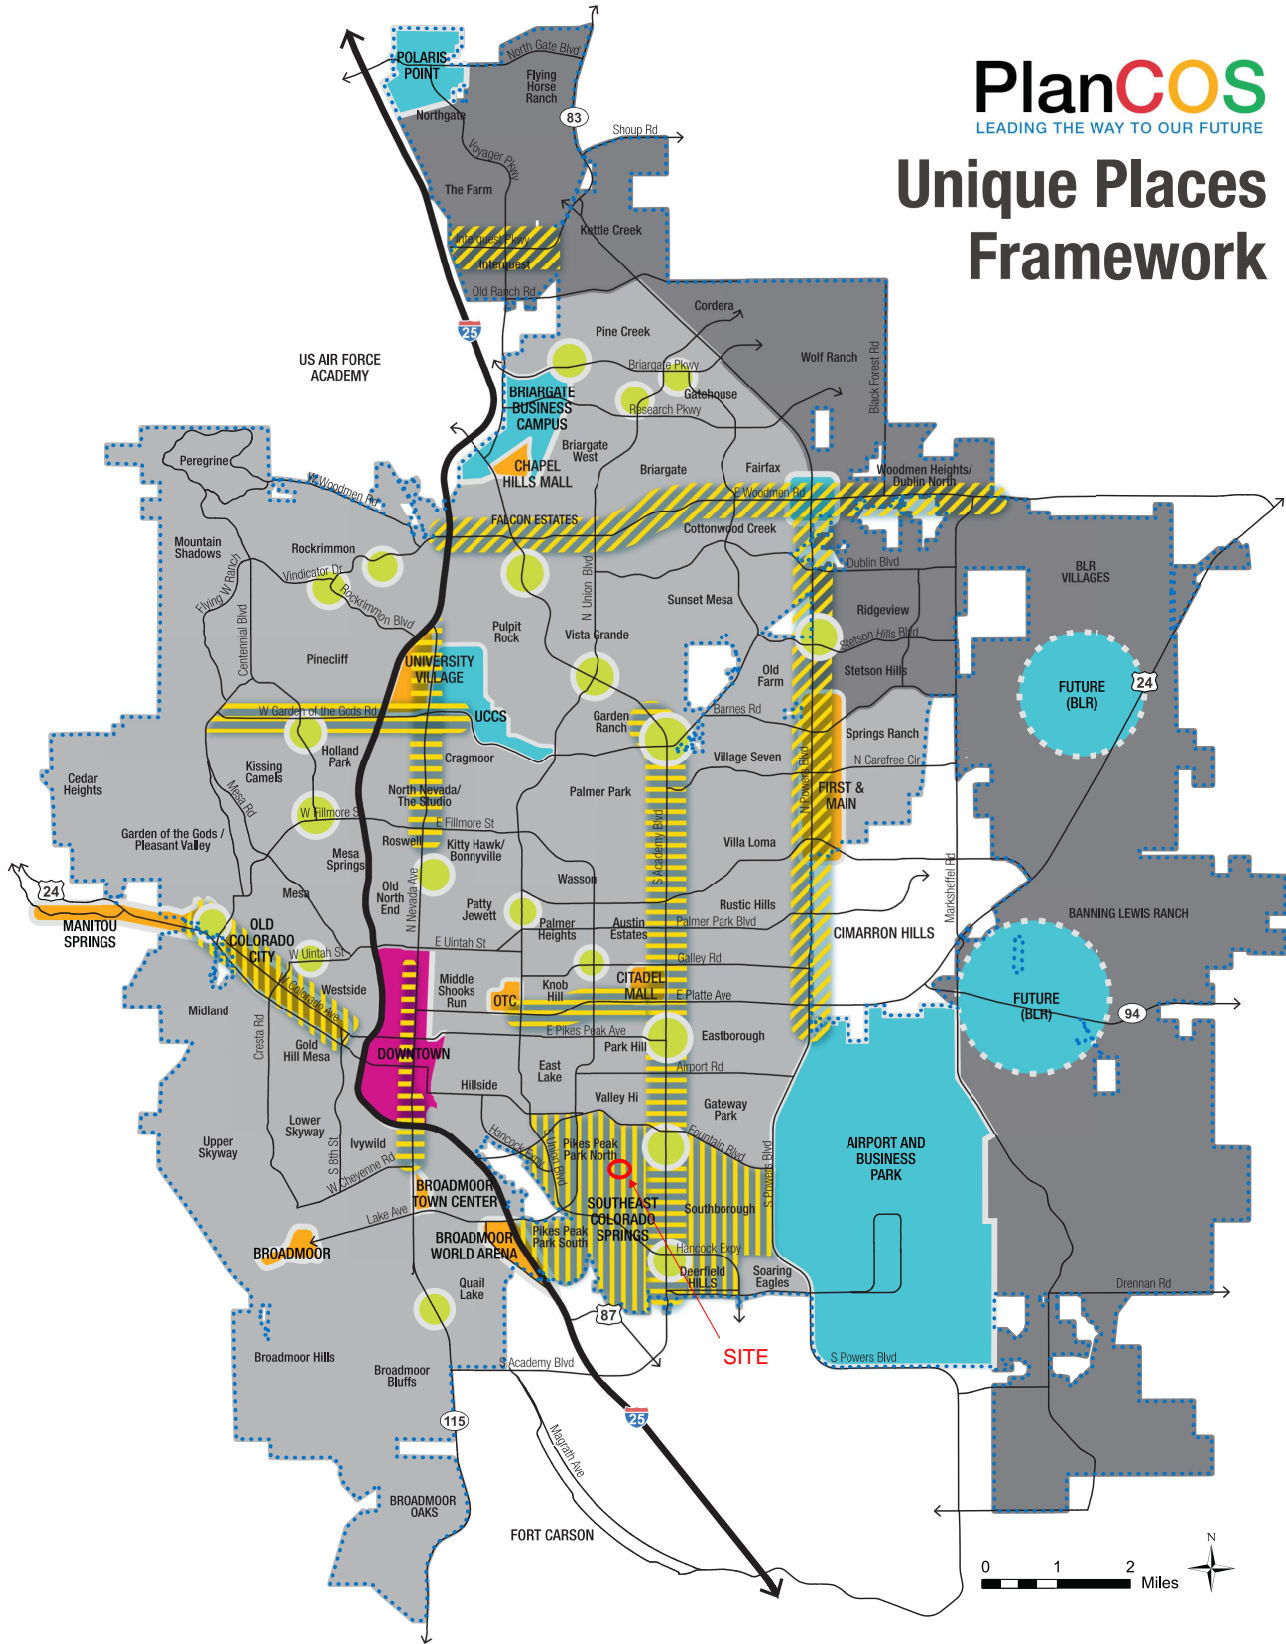 PlanCOS
LEADING THE WAY TO OUR FUTURE
Unique Places
Framework
POLARIS
POINT
North Gate Blvd
Flying
Horse
Ranch
Northgate
83
Shoup Rd
Voyager Pkwy
The Farm
Kettle Creek
Interquest Pkwy
Interquest
Old Ranch Rd
Cordera
25
Pine Creek
US AIR FORCE
ACADEMY
Wolf Ranch
Black Forest Rd
Briargate Pkwy
Gatehouse
BRIARGATE
BUSINESS
CAMPUS
Research Pkwy
Briargate
West
Peregrine
CHAPEL
HILLS MALL
Briargate
Fairfax
Woodmen Heights/
Dublin North
W Woodmen Rd
E Woodmen Rd
FALCON ESTATES
Cottonwood Creek
Mountain
Shadows
Rockrimmon
Vindicator Dr
Dublin Blvd
BLR
VILLAGES
Flying W Ranch
Rockrimmon Blvd
N Union Blvd
Sunset Mesa
Ridgeview
Centennial Blvd
Pulpit
Rock
Vista Grande
Stetson Hills Blvd
Pinecliff
UNIVERSITY
VILLAGE
Old
Farm
Stetson Hills
FUTURE
(BLR)
24
W Garden of the Gods Rd
UCCS
Garden
Ranch
Barnes Rd
Springs Ranch
Holland
Park
Cragmoor
Village Seven
N Carefree Cir
Kissing
Camels
Cedar
Heights
Mesa Rd
North Nevada/
The Studio
Palmer Park
N Powers Blvd
FIRST &
MAIN
W Fillmore St
E Fillmore St
S Academy Blvd
Garden of the Gods /
Pleasant Valley
Roswell
Kitty Hawk/
Bonnyville
Villa Loma
Mesa
Springs
Wasson
Marksheffel Rd
24
Mesa
Old
North
End
N Nevada Ave
Patty
Jewett
Rustic Hills
BANNING LEWIS RANCH
MANITOU
SPRINGS
OLD
COLORADO
CITY
Palmer
Heights
Austin
Estates
Palmer Park Blvd
CIMARRON HILLS
W Uintah St
E Uintah St
Galley Rd
Westside
Middle
Shooks
Run
OTC
Knob
Hill
CITADEL
MALL
E Platte Ave
FUTURE
(BLR)
94
W Colorado Ave
Midland
Cresta Rd
E Pikes Peak Ave
Park Hill
Eastborough
Gold
Hill Mesa
DOWNTOWN
East
Lake
Airport Rd
Hillside
Valley Hi
Gateway
Park
Lower
Skyway
Hancock Expy
S Union Blvd
Pikes Peak
Park North
Fountain Blvd
AIRPORT AND
BUSINESS
PARK
Upper
Skyway
S 8th St
Ivywild
W Cheyenne Rd
S Powers Blvd
BROADMOOR
TOWN CENTER
SOUTHEAST
COLORADO
SPRINGS
Southborough
Lake Ave
BROADMOOR
BROADMOOR
WORLD ARENA
Pikes Peak
Park South
Hancock Expy
Deerfield
HILLS
Soaring
Eagles
Quail
Lake
Drennan Rd
87
SITE
Broadmoor Hills
Broadmoor
Bluffs
S Academy Blvd
S Powers Blvd
115
25
Magrath Ave
BROADMOOR
OAKS
FORT CARSON
N
0 1 2
Miles